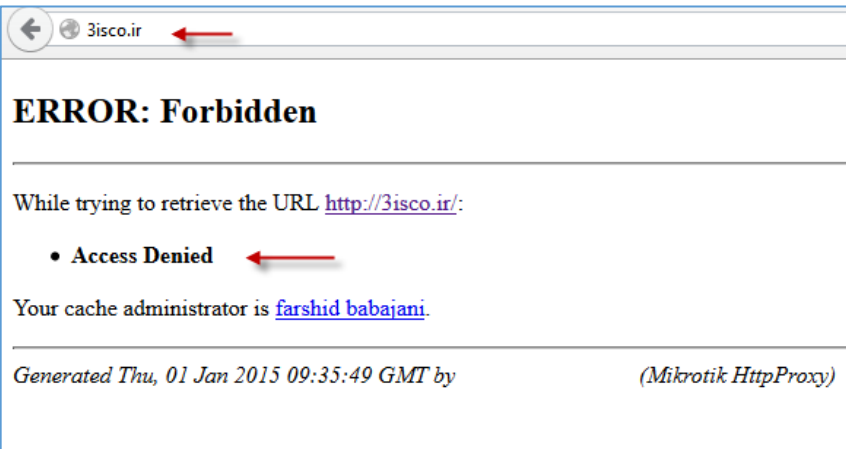 3isco.ir
ERROR: Forbidden
While trying to retrieve the URL http://3isco.ir/:
• Access Denied
Your cache administrator is farshid babajani.
Generated Thu, 01 Jan 2015 09:35:49 GMT by (Mikrotik HttpProxy)